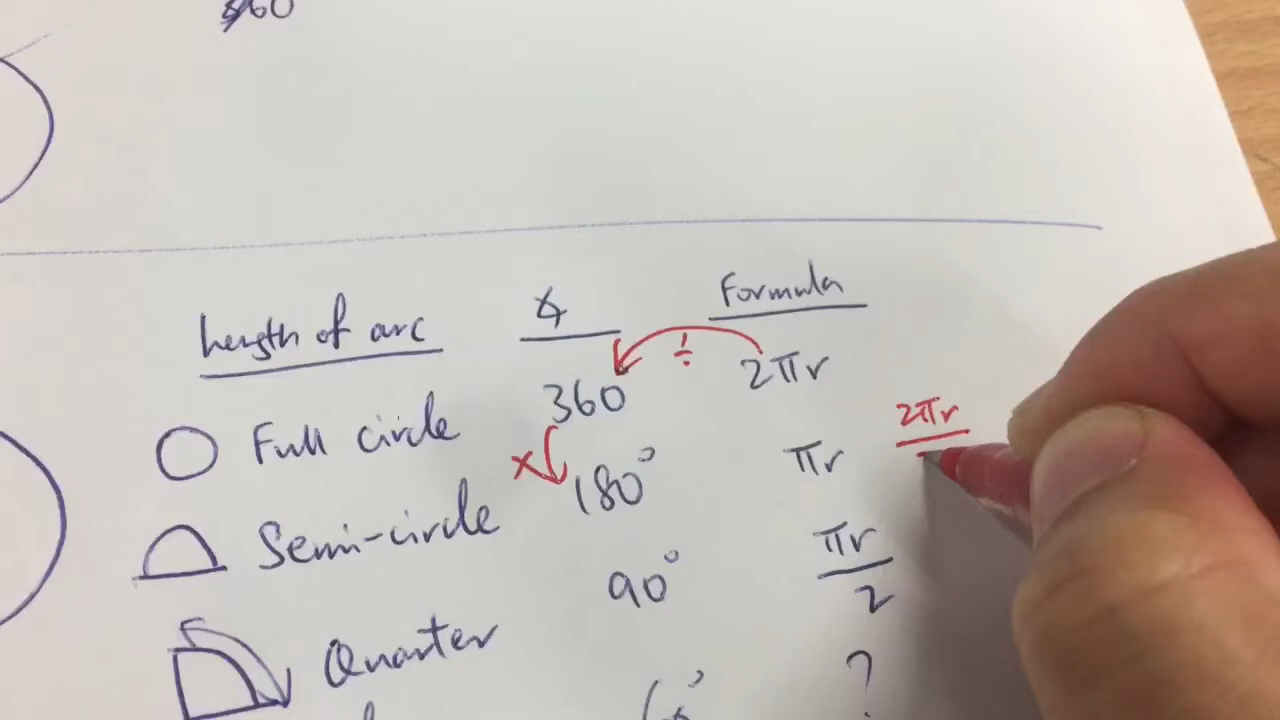 360
Length of arc ∡ Formula
÷
Full circle 360 2πr
×
Semi-circle 180° πr 2πr
Quarter 90° πr/2
?